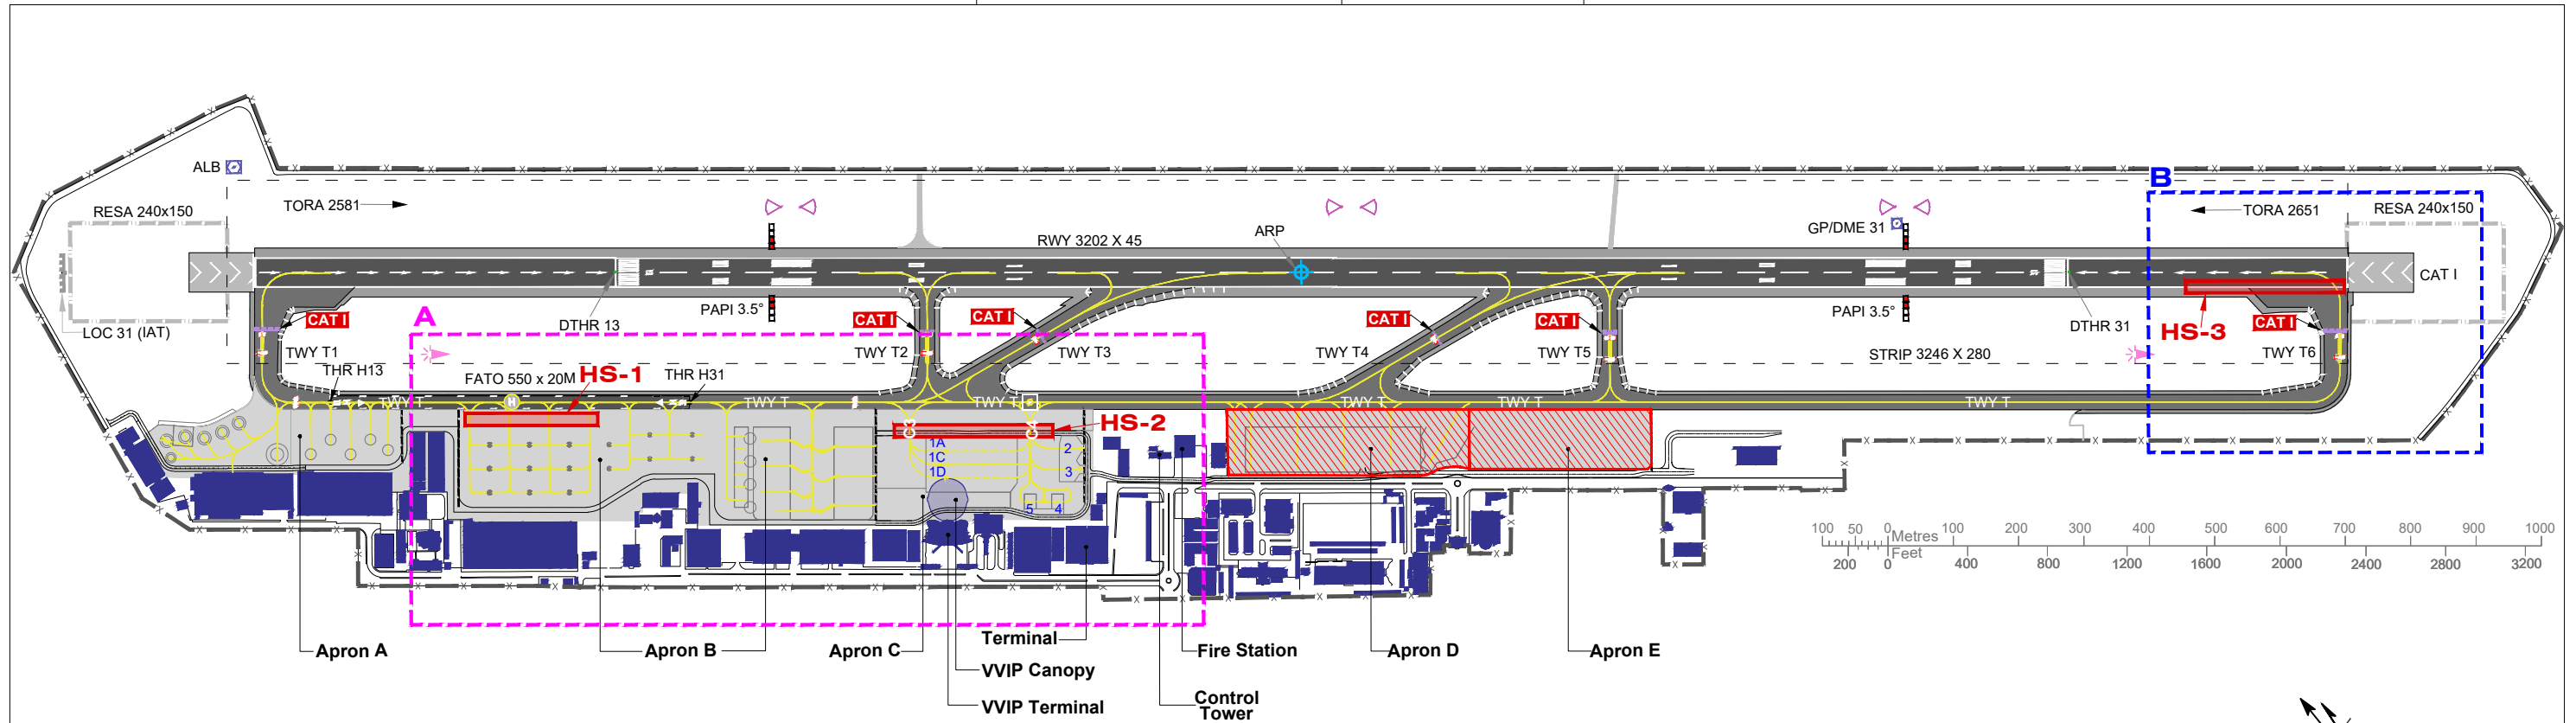 ALB
RESA 240x150
TORA 2581
B
TORA 2651
RESA 240x150
GP/DME 31
ARP
RWY 3202 X 45
CAT I
LOC 31 (IAT)
CAT I
DTHR 13
PAPI 3.5°
A
CAT I
CAT I
CAT I
CAT I
PAPI 3.5°
DTHR 31
HS-3
CAT I
TWY T1
TWY T2
TWY T3
TWY T4
TWY T5
STRIP 3246 X 280
TWY T6
THR H13
FATO 550 x 20M
HS-1
THR H31
TWY T
H
TWY T
TWY T
TWY T
TWY T
TWY T
C3
C4
HS-2
1A
1C
1D
2
3
5
4
100 50 0 100 200 300 400 500 600 700 800 900 1000
Metres
Feet
200 0 400 800 1200 1600 2000 2400 2800 3200
Apron A
Apron B
Apron C
Terminal
VVIP Canopy
VVIP Terminal
Fire Station
Control
Tower
Apron D
Apron E